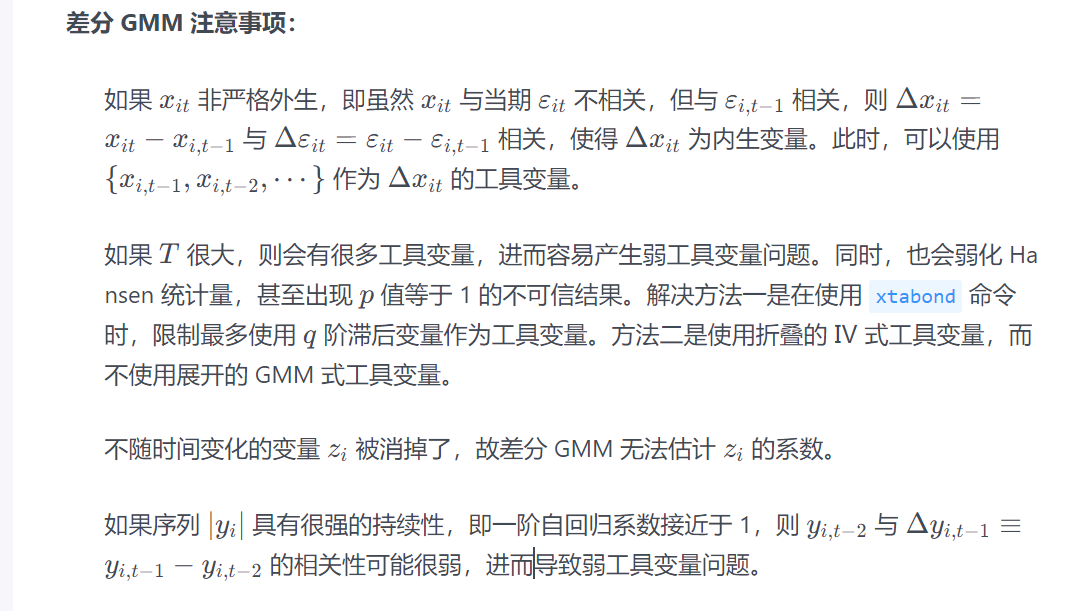 差分 GMM 注意事项：
如果 $x_{it}$ 非严格外生，即虽然 $x_{it}$ 与当期 $\varepsilon_{it}$ 不相关，但与 $\varepsilon_{i,t-1}$ 相关，则 $\Delta x_{it} =$
$x_{it} - x_{i,t-1}$ 与 $\Delta \varepsilon_{it} = \varepsilon_{it} - \varepsilon_{i,t-1}$ 相关，使得 $\Delta x_{it}$ 为内生变量。此时，可以使用
$\{x_{i,t-1}, x_{i,t-2}, \cdots\}$ 作为 $\Delta x_{it}$ 的工具变量。
如果 $T$ 很大，则会有很多工具变量，进而容易产生弱工具变量问题。同时，也会弱化 Ha
nsen 统计量，甚至出现 $p$ 值等于 1 的不可信结果。解决方法一是在使用 xtabond 命令
时，限制最多使用 $q$ 阶滞后变量作为工具变量。方法二是使用折叠的 IV 式工具变量，而
不使用展开的 GMM 式工具变量。
不随时间变化的变量 $z_i$ 被消掉了，故差分 GMM 无法估计 $z_i$ 的系数。
如果序列 $|y_i|$ 具有很强的持续性，即一阶自回归系数接近于 1，则 $y_{i,t-2}$ 与 $\Delta y_{i,t-1} \equiv$
$y_{i,t-1} - y_{i,t-2}$ 的相关性可能很弱，进而导致弱工具变量问题。